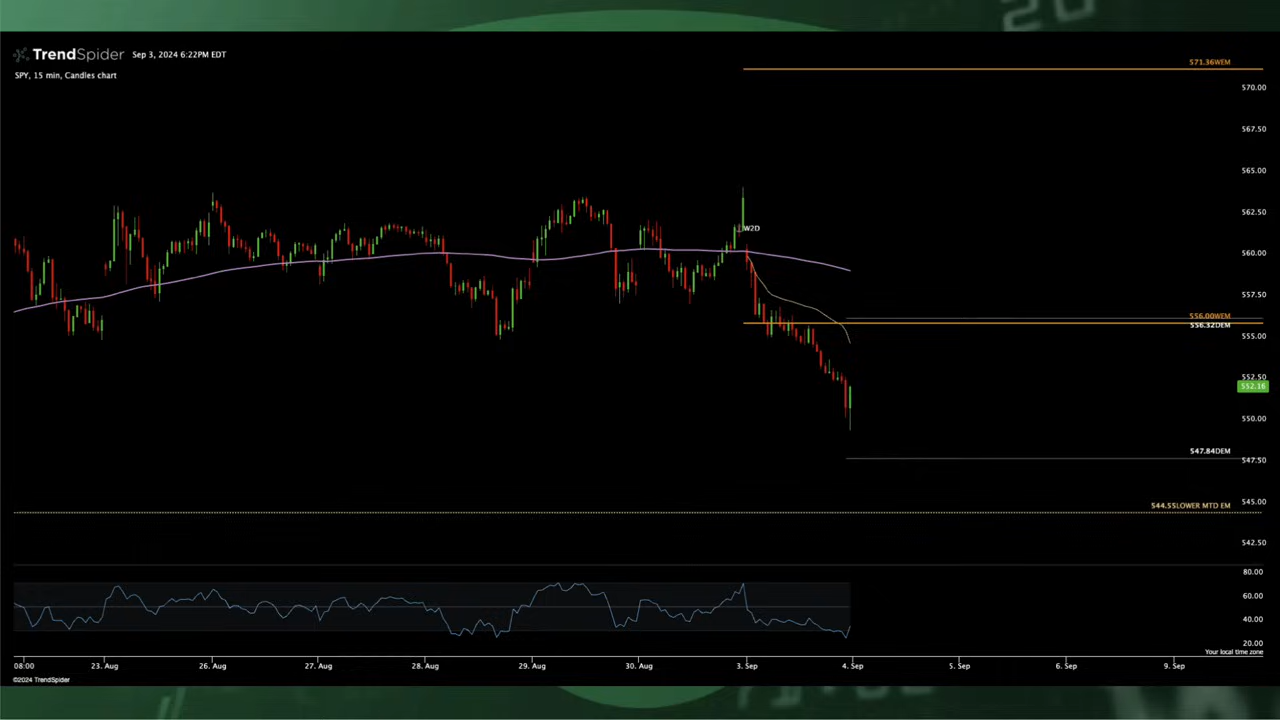 20
TrendSpider Sep 3, 2024 6:22PM EDT
SPY, 15 min, Candles chart
571.36WEM
570.00
567.50
565.00
562.50
W2D
560.00
557.50
556.00WEM
556.32DEM
555.00
552.50
552.16
550.00
547.84DEM
547.50
545.00
544.55LOWER MTD EM
542.50
80.00
60.00
40.00
20.00
Your local time zone
08:00 23. Aug 26. Aug 27. Aug 28. Aug 29. Aug 30. Aug 3. Sep 4. Sep 5. Sep 6. Sep 9. Sep
©2024 TrendSpider